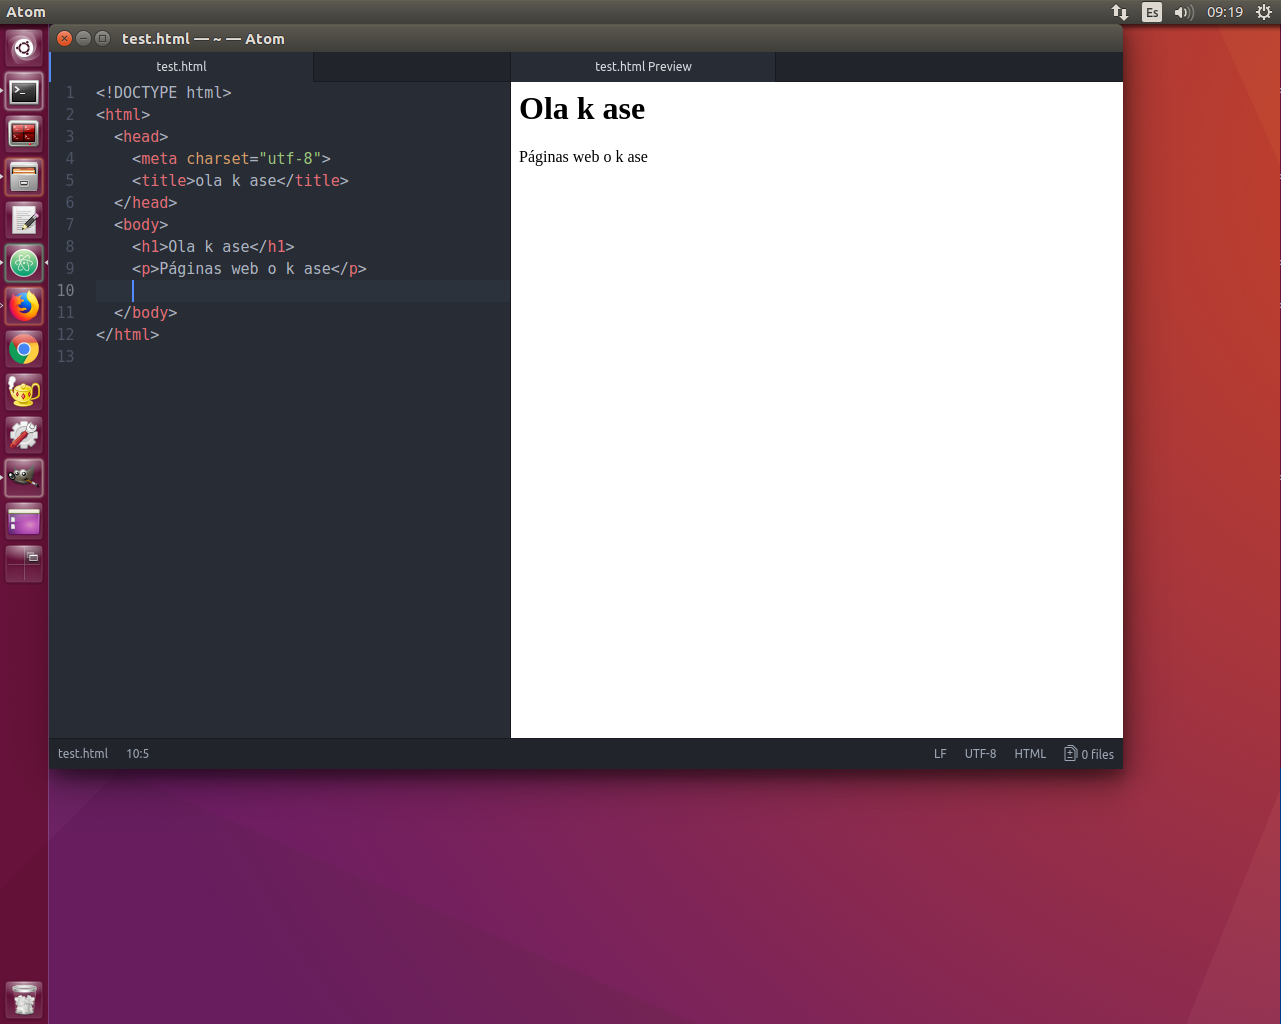 Atom
Es
09:19
test.html — ~ — Atom
test.html
test.html Preview
1 <!DOCTYPE html>
2 <html>
3 <head>
4 <meta charset="utf-8">
5 <title>ola k ase</title>
6 </head>
7 <body>
8 <h1>Ola k ase</h1>
9 <p>Páginas web o k ase</p>
10
11 </body>
12 </html>
13
Ola k ase
Páginas web o k ase
test.html 10:5
LF UTF-8 HTML 0 files